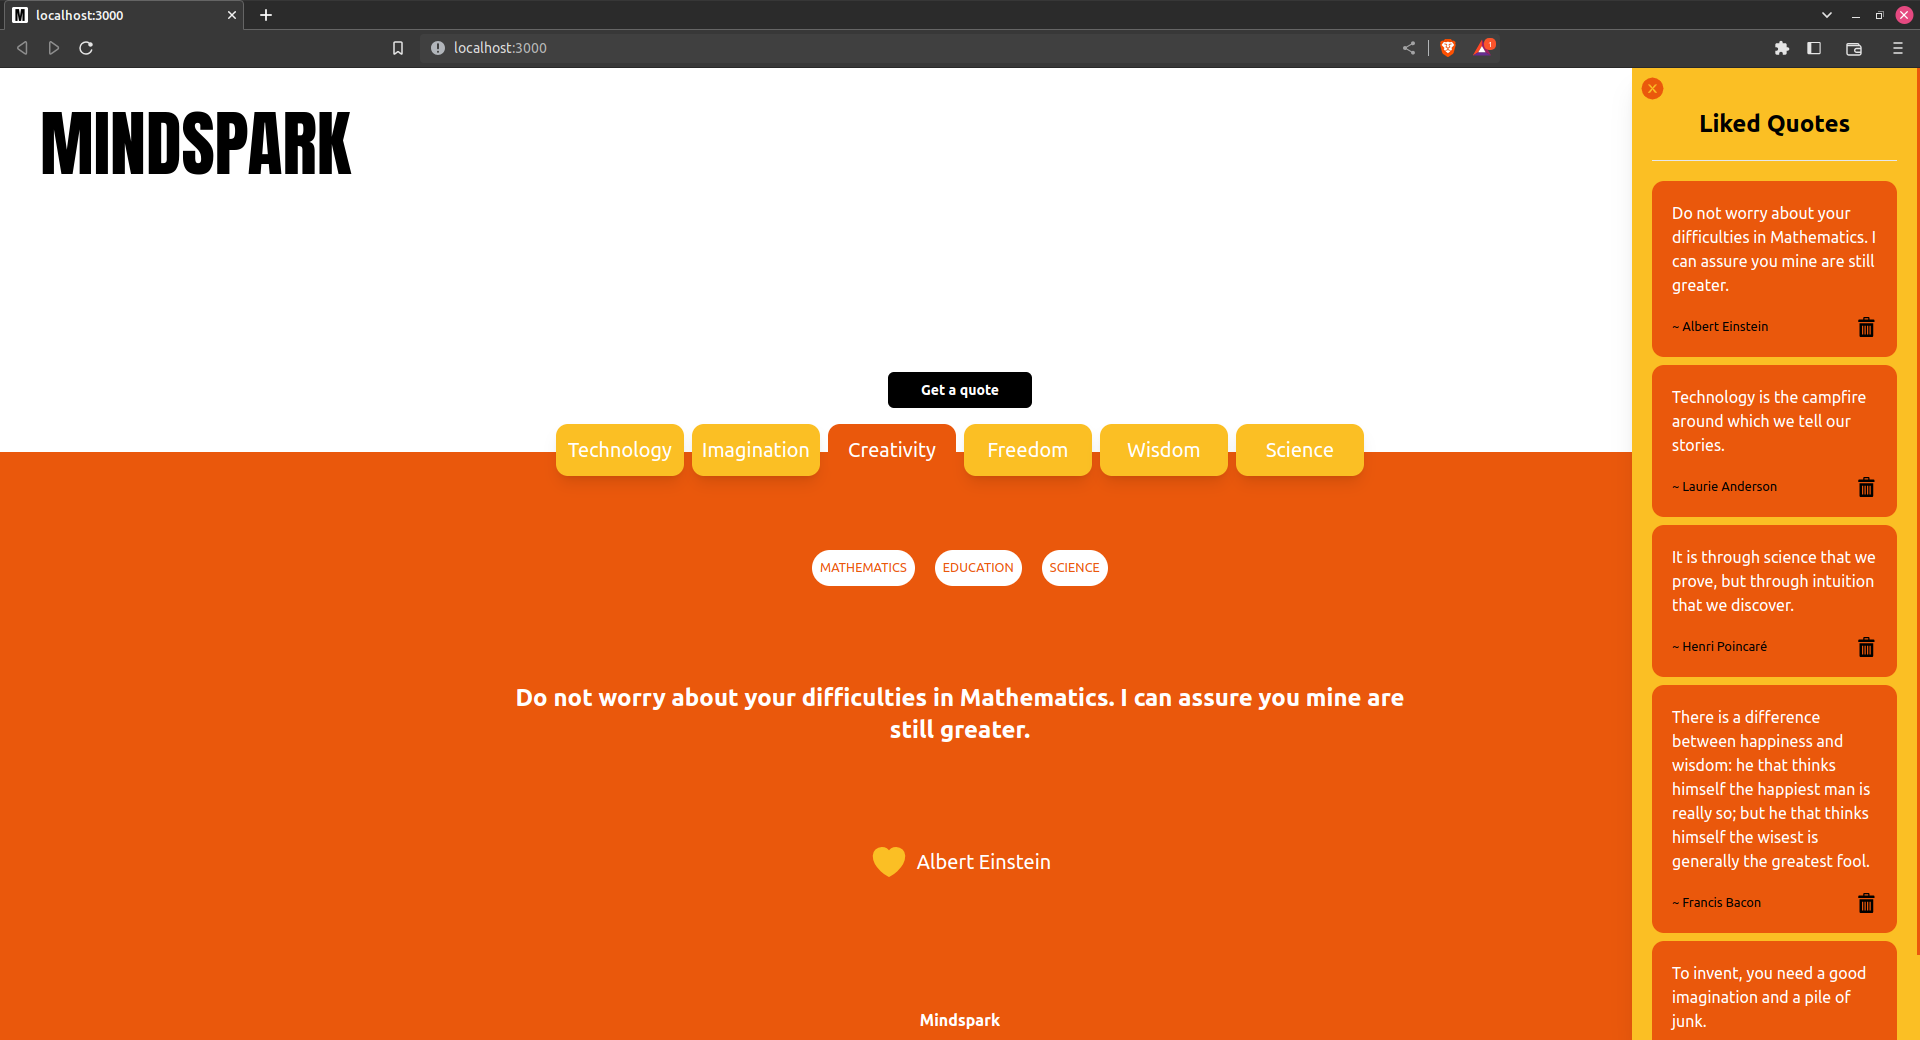 localhost:3000
localhost:3000
1
MINDSPARK
Get a quote
Technology
Imagination
Creativity
Freedom
Wisdom
Science
MATHEMATICS
EDUCATION
SCIENCE
Do not worry about your difficulties in Mathematics. I can assure you mine are
still greater.
Albert Einstein
Mindspark
Liked Quotes
Do not worry about your
difficulties in Mathematics. I
can assure you mine are still
greater.
~ Albert Einstein
Technology is the campfire
around which we tell our
stories.
~ Laurie Anderson
It is through science that we
prove, but through intuition
that we discover.
~ Henri Poincaré
There is a difference
between happiness and
wisdom: he that thinks
himself the happiest man is
really so; but he that thinks
himself the wisest is
generally the greatest fool.
~ Francis Bacon
To invent, you need a good
imagination and a pile of
junk.